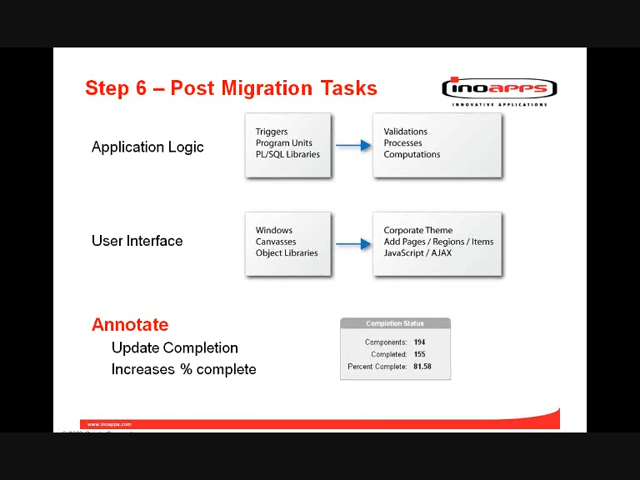 Step 6 – Post Migration Tasks
inoapps
INNOVATIVE APPLICATIONS
Application Logic
Triggers
Program Units
PL/SQL Libraries
Validations
Processes
Computations
User Interface
Windows
Canvasses
Object Libraries
Corporate Theme
Add Pages / Regions / Items
JavaScript / AJAX
Annotate
Update Completion
Increases % complete
Completion Status
Components: 194
Completed: 155
Percent Complete: 81.58
www.inoapps.com